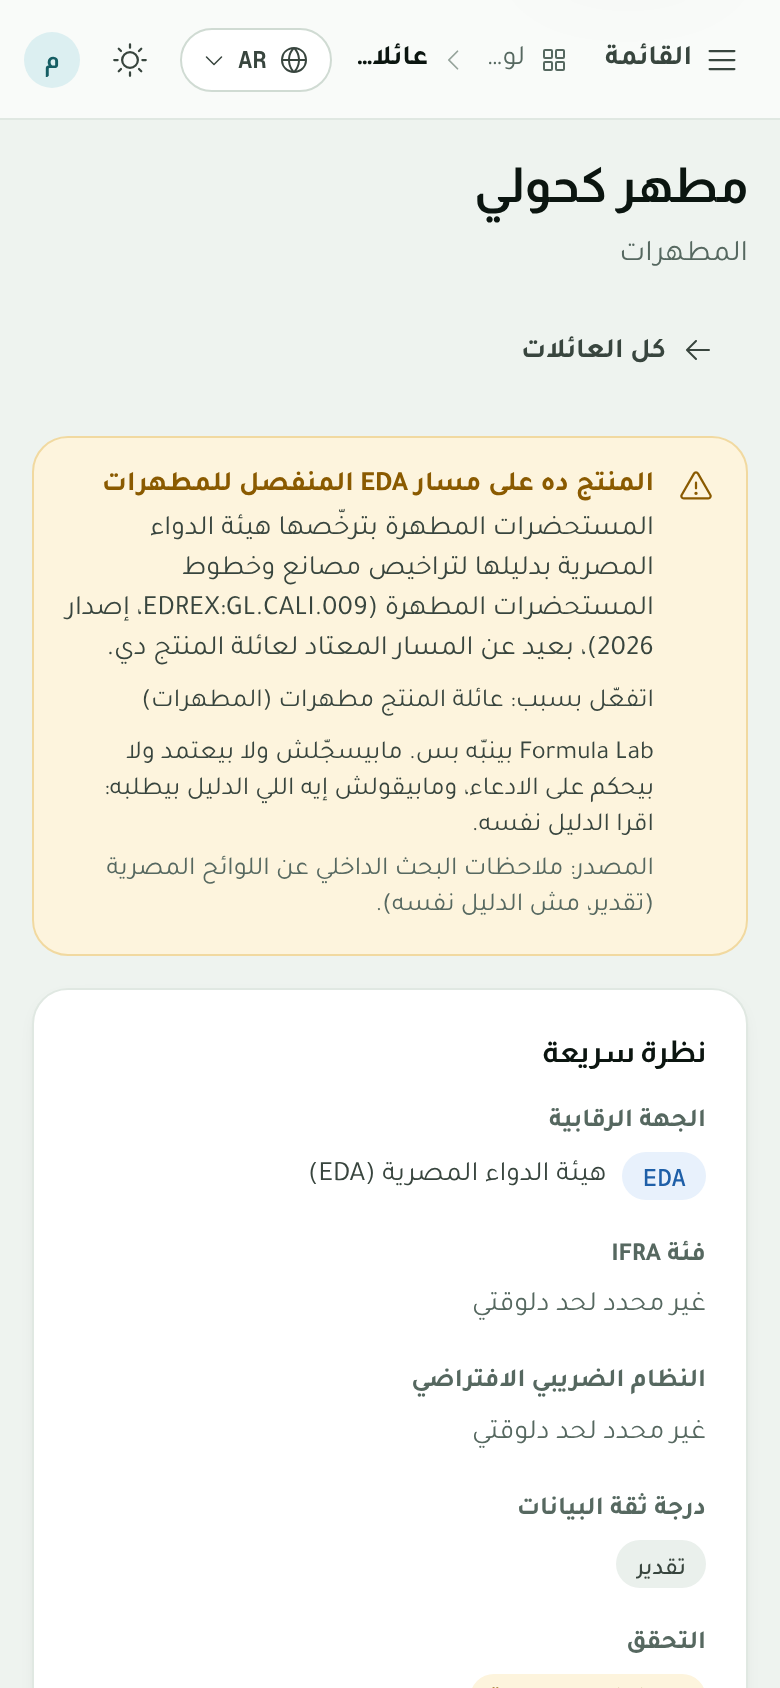 القائمة
لو...
عائلا...
AR
م
مطهر كحولي
المطهرات
كل العائلات
المنتج ده على مسار EDA المنفصل للمطهرات
المستحضرات المطهرة بترخّصها هيئة الدواء
المصرية بدليلها لتراخيص مصانع وخطوط
المستحضرات المطهرة (EDREX:GL.CALI.009، إصدار
2026)، بعيد عن المسار المعتاد لعائلة المنتج دي.
اتفعّل بسبب: عائلة المنتج مطهرات (المطهرات)
Formula Lab بينبّه بس. مابيسجّلش ولا بيعتمد ولا
بيحكم على الادعاء، ومابيقولش إيه اللي الدليل بيطلبه:
اقرا الدليل نفسه.
المصدر: ملاحظات البحث الداخلي عن اللوائح المصرية
(تقدير، مش الدليل نفسه).
نظرة سريعة
الجهة الرقابية
EDA هيئة الدواء المصرية (EDA)
فئة IFRA
غير محدد لحد دلوقتي
النظام الضريبي الافتراضي
غير محدد لحد دلوقتي
درجة ثقة البيانات
تقدير
التحقق